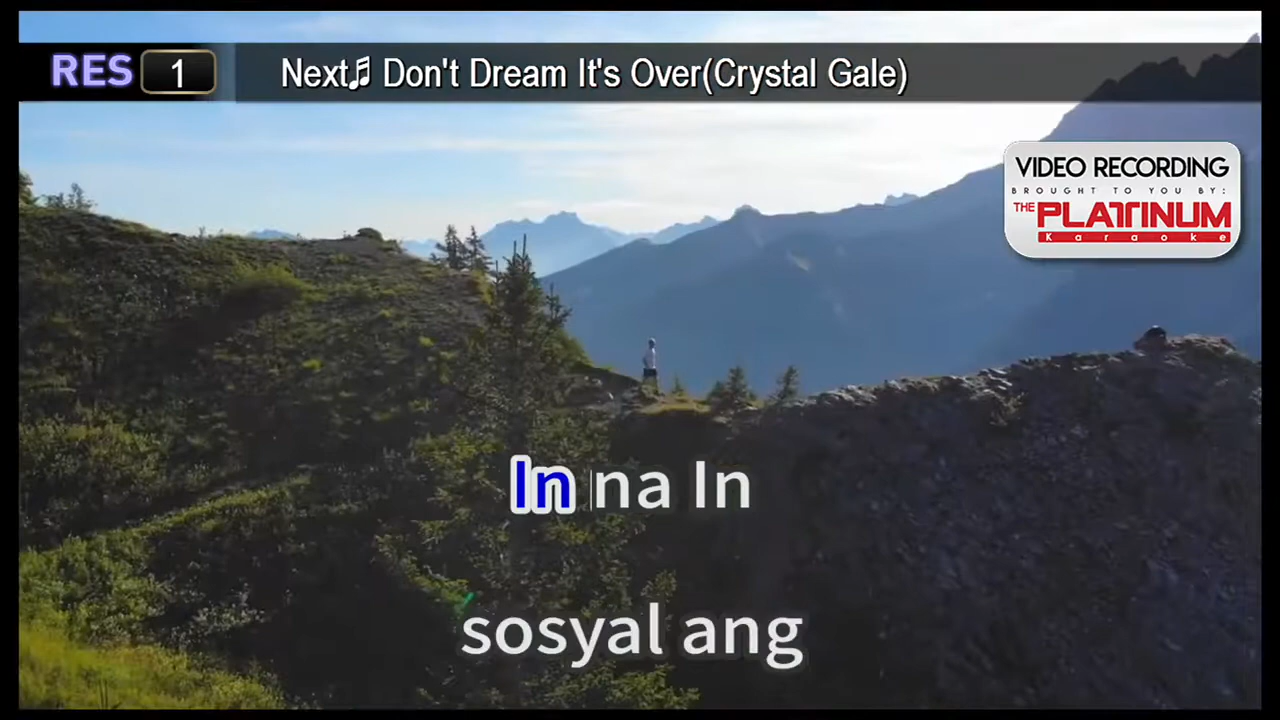 RES 1 Next♫ Don't Dream It's Over(Crystal Gale)
VIDEO RECORDING
BROUGHT TO YOU BY:
THE PLATINUM
Karaoke
In na In
sosyal ang